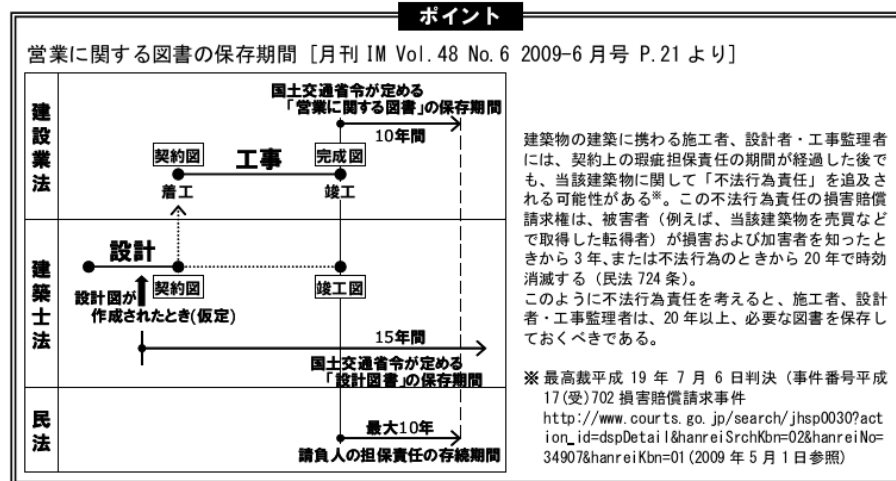 ポイント
営業に関する図書の保存期間 [月刊 IM Vol.48 No.6 2009-6月号 P.21より]
建設業法
国土交通省令が定める
「営業に関する図書」の保存期間
10年間
契約図
工事
完成図
着工
竣工
建築士法
設計
契約図
竣工図
設計図が
作成されたとき(仮定)
15年間
国土交通省令が定める
「設計図書」の保存期間
民法
最大10年
請負人の担保責任の存続期間
建築物の建築に携わる施工者、設計者・工事監理者
には、契約上の瑕疵担保責任の期間が経過した後で
も、当該建築物に関して「不法行為責任」を追及さ
れる可能性がある※。この不法行為責任の損害賠償
請求権は、被害者（例えば、当該建築物を売買など
で取得した転得者）が損害および加害者を知ったと
きから 3 年、または不法行為のときから 20 年で時効
消滅する（民法 724 条）。
このように不法行為責任を考えると、施工者、設計
者・工事監理者は、20 年以上、必要な図書を保存し
ておくべきである。
※ 最高裁平成 19 年 7 月 6 日判決（事件番号平成
17(受)702 損害賠償請求事件
http://www.courts.go.jp/search/jhsp0030?act
ion_id=dspDetail&hanreiSrchKbn=02&hanreiNo=
34907&hanreiKbn=01(2009 年 5 月 1 日参照)